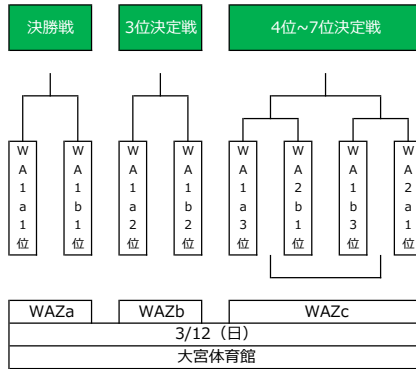 決勝戦
3位決定戦
4位~7位決定戦
WA1a1位
WA1b1位
WA1a2位
WA1b2位
WA1a3位
WA2b1位
WA1b3位
WA2a1位
WAZa
WAZb
WAZc
3/12（日）
大宮体育館